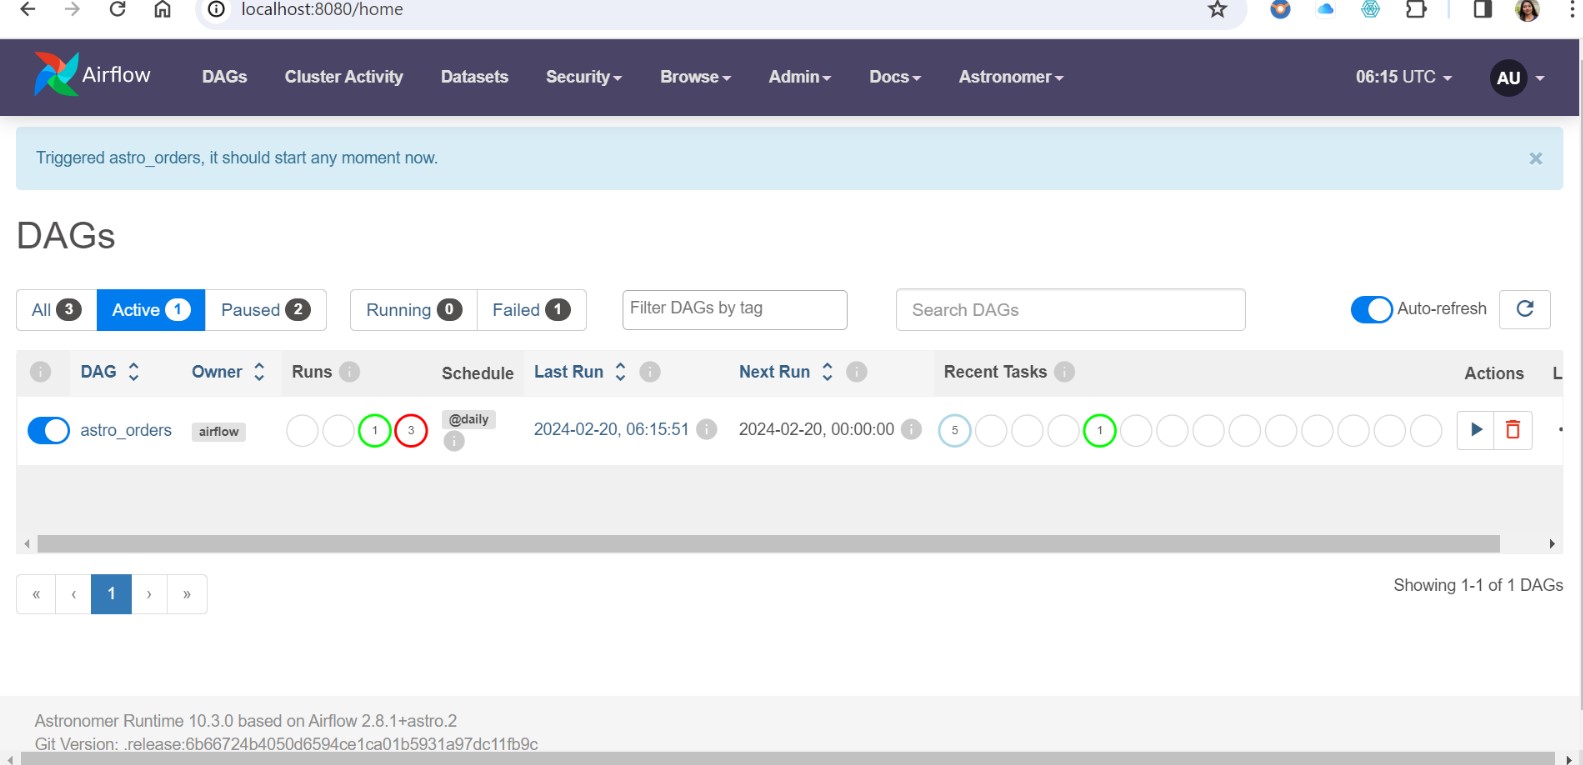 localhost:8080/home
Airflow DAGs Cluster Activity Datasets Security Browse Admin Docs Astronomer 06:15 UTC AU
Triggered astro_orders, it should start any moment now. ×
DAGs
All 3 Active 1 Paused 2 Running 0 Failed 1 Filter DAGs by tag Search DAGs Auto-refresh
i DAG Owner Runs i Schedule Last Run i Next Run i Recent Tasks i Actions L
astro_orders airflow 1 3 @daily i 2024-02-20, 06:15:51 i 2024-02-20, 00:00:00 i 5 1
« ‹ 1 › » Showing 1-1 of 1 DAGs
Astronomer Runtime 10.3.0 based on Airflow 2.8.1+astro.2
Git Version: .release:6b66724b4050d6594ce1ca01b5931a97dc11fb9c